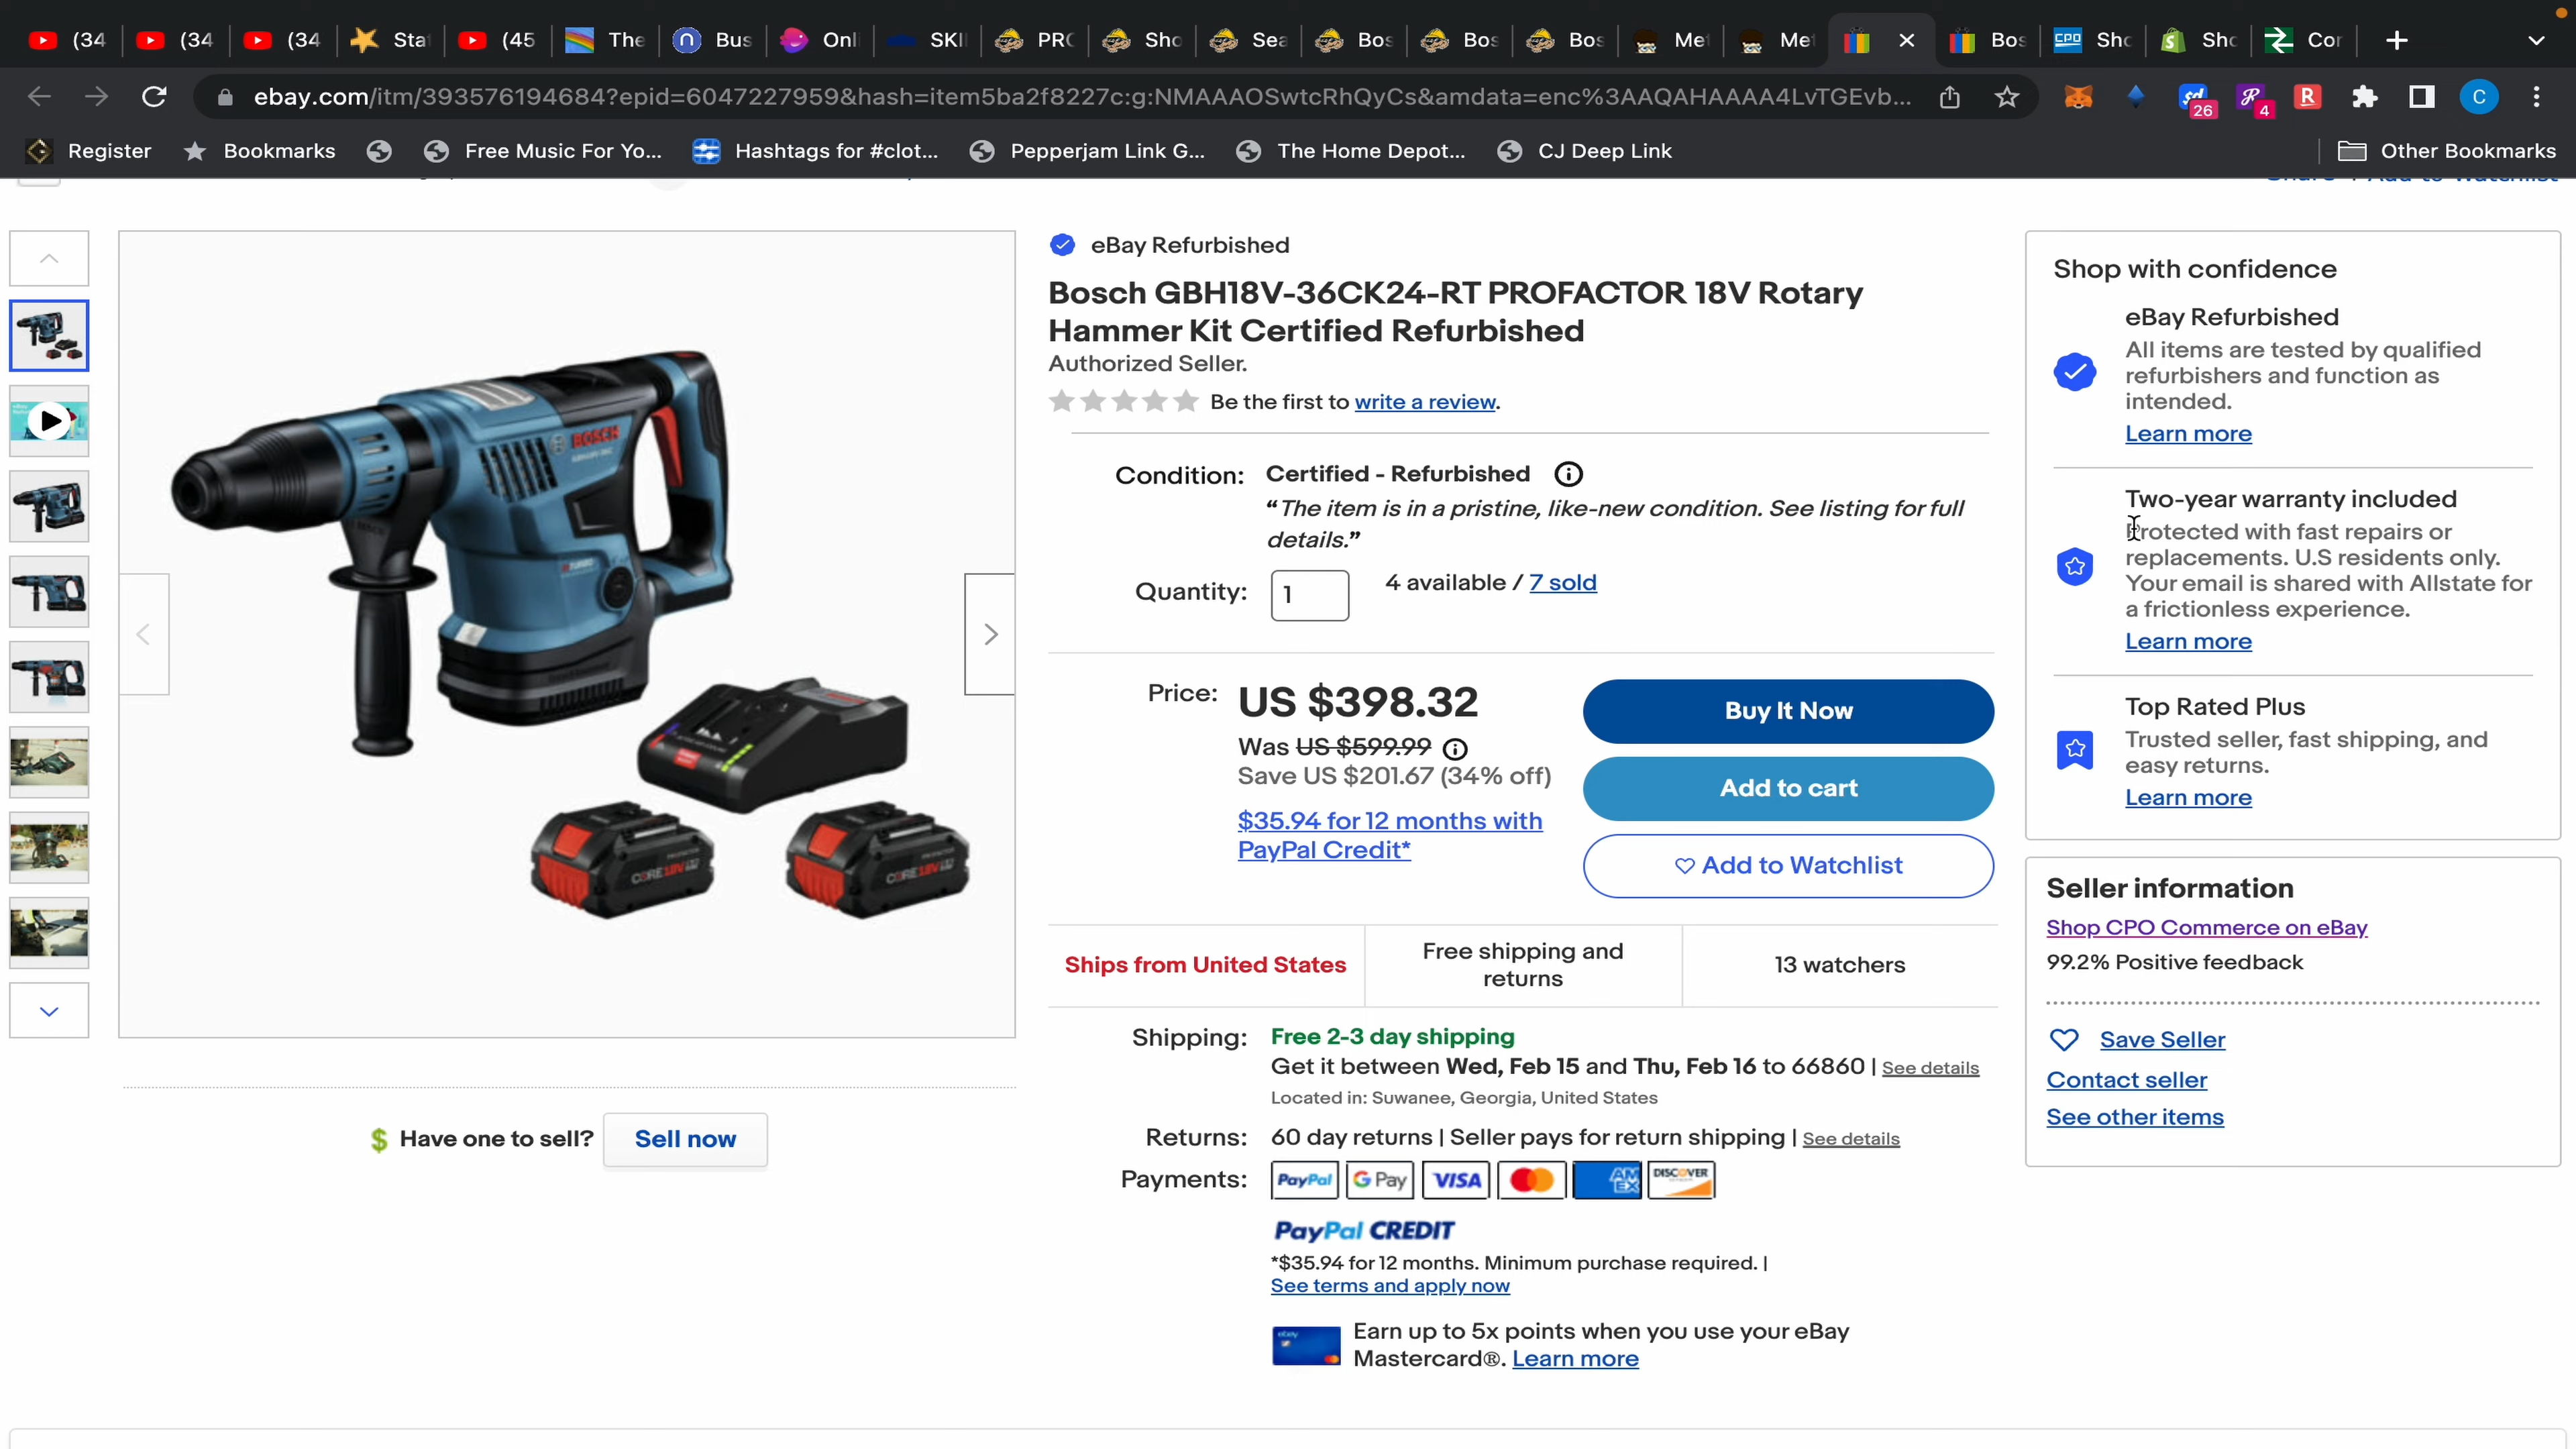 (34
(34
(34
Sta
(45
The
Bus
Onl
SKI
PRO
Sho
Sea
Bos
Bos
Bos
Met
Met
Bos
CPO
Sho
Sho
Cor
ebay.com/itm/393576194684?epid=6047227959&hash=item5ba2f8227c:g:NMAAAOSwtcRhQyCs&amdata=enc%3AAQAHAAAA4LvTGEvb...
26
4
R
C
Register
Bookmarks
Free Music For Yo...
Hashtags for #clot...
Pepperjam Link G...
The Home Depot...
CJ Deep Link
Other Bookmarks
eBay Refurbished
Bosch GBH18V-36CK24-RT PROFACTOR 18V Rotary
Hammer Kit Certified Refurbished
Authorized Seller.
Be the first to write a review.
Condition: Certified - Refurbished
“The item is in a pristine, like-new condition. See listing for full
details.”
Quantity: 1 4 available / 7 sold
Price: US $398.32
Was US $599.99
Save US $201.67 (34% off)
$35.94 for 12 months with
PayPal Credit*
Buy It Now
Add to cart
Add to Watchlist
Ships from United States
Free shipping and
returns
13 watchers
Shipping: Free 2-3 day shipping
Get it between Wed, Feb 15 and Thu, Feb 16 to 66860 | See details
Located in: Suwanee, Georgia, United States
Returns: 60 day returns | Seller pays for return shipping | See details
Payments: PayPal G Pay VISA AMEX DISCOVER
PayPal CREDIT
*$35.94 for 12 months. Minimum purchase required. |
See terms and apply now
ebay
Earn up to 5x points when you use your eBay
Mastercard®. Learn more
BOSCH
CORE18V
CORE18V
Have one to sell? Sell now
Shop with confidence
eBay Refurbished
All items are tested by qualified
refurbishers and function as
intended.
Learn more
Two-year warranty included
Protected with fast repairs or
replacements. U.S residents only.
Your email is shared with Allstate for
a frictionless experience.
Learn more
Top Rated Plus
Trusted seller, fast shipping, and
easy returns.
Learn more
Seller information
Shop CPO Commerce on eBay
99.2% Positive feedback
Save Seller
Contact seller
See other items